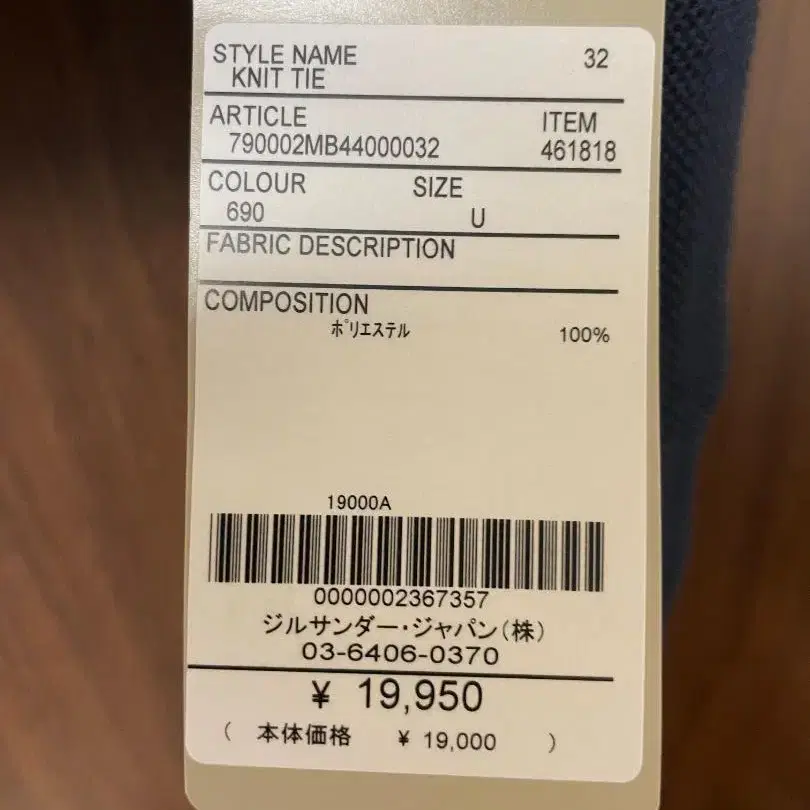 STYLE NAME 32
KNIT TIE
ARTICLE ITEM
790002MB44000032 461818
COLOUR SIZE
690 U
FABRIC DESCRIPTION
COMPOSITION
ﾎﾟﾘｴｽﾃﾙ 100%
19000A
0000002367357
ジルサンダー・ジャパン(株)
03-6406-0370
¥ 19,950
( 本体価格 ¥ 19,000 )